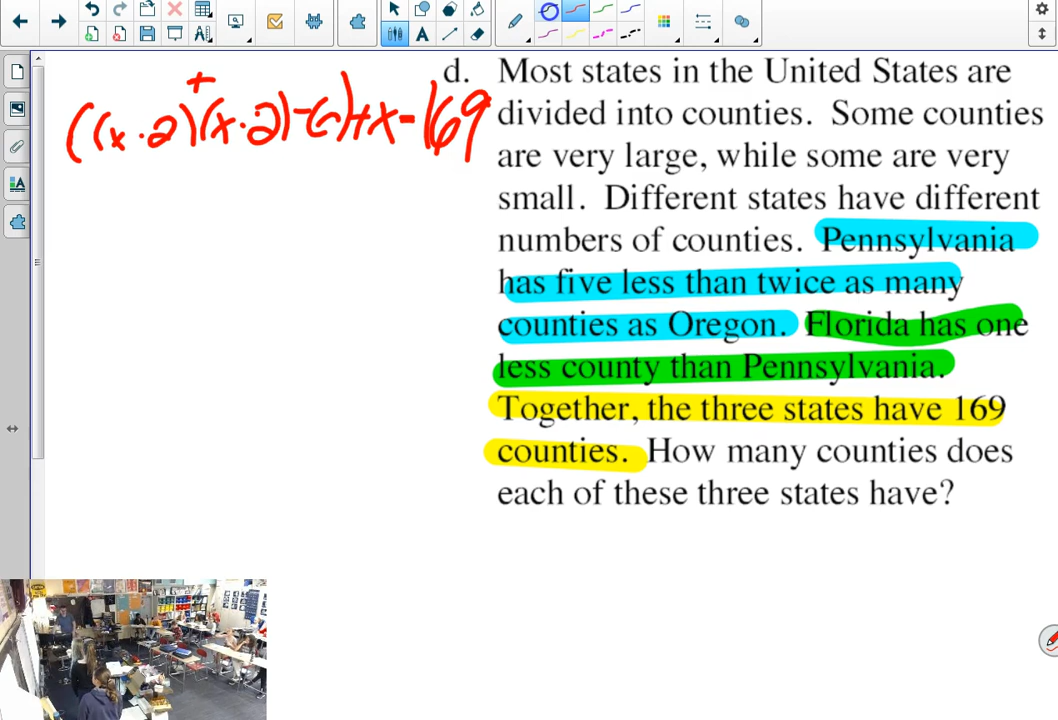 d. Most states in the United States are
divided into counties. Some counties
are very large, while some are very
small. Different states have different
numbers of counties. Pennsylvania
has five less than twice as many
counties as Oregon. Florida has one
less county than Pennsylvania.
Together, the three states have 169
counties. How many counties does
each of these three states have?
+
((x·2)(x·2)-()+x=169